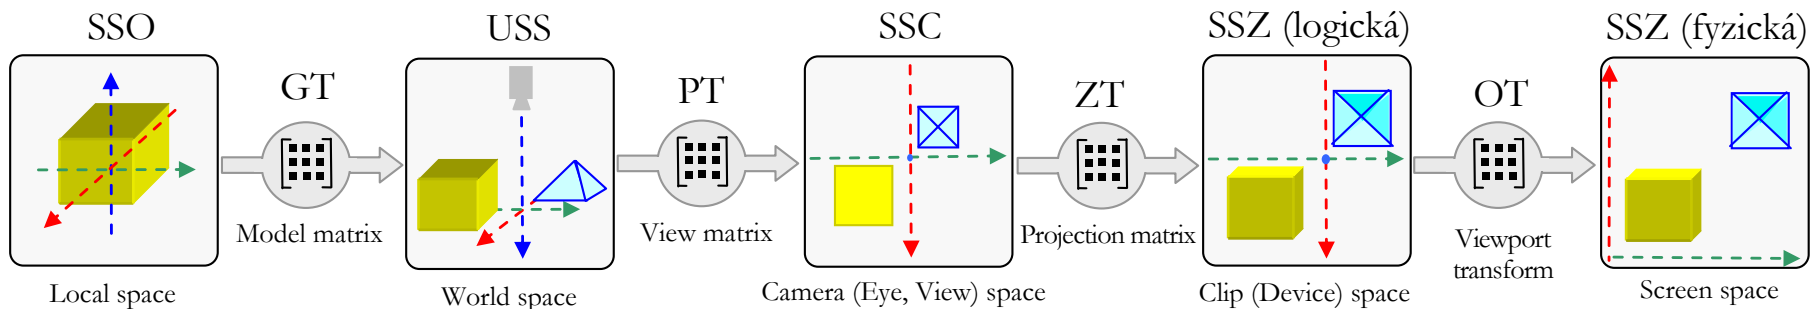 SSO
USS
SSC
SSZ (logická)
SSZ (fyzická)
GT
PT
ZT
OT
Model matrix
View matrix
Projection matrix
Viewport
transform
Local space
World space
Camera (Eye, View) space
Clip (Device) space
Screen space